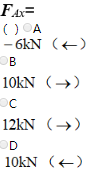 F_Ax=
( ) A
−6kN (←)
B
10kN (→)
C
12kN (→)
D
10kN (←)